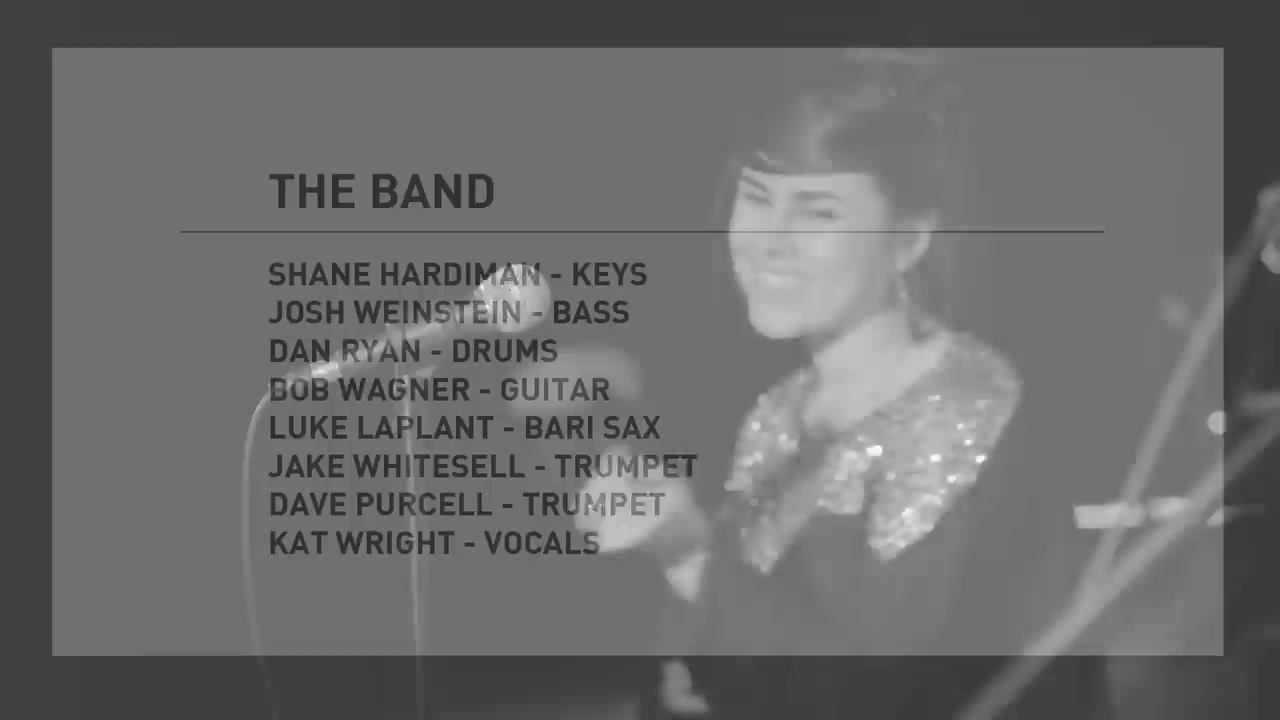 THE BAND
SHANE HARDIMAN - KEYS
JOSH WEINSTEIN - BASS
DAN RYAN - DRUMS
BOB WAGNER - GUITAR
LUKE LAPLANT - BARI SAX
JAKE WHITESELL - TRUMPET
DAVE PURCELL - TRUMPET
KAT WRIGHT - VOCALS